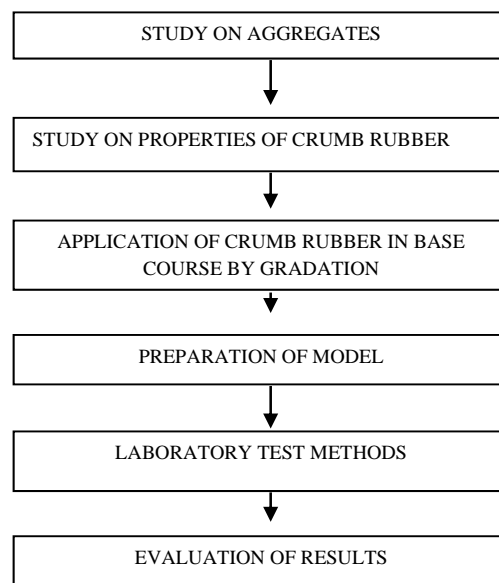 STUDY ON AGGREGATES
STUDY ON PROPERTIES OF CRUMB RUBBER
APPLICATION OF CRUMB RUBBER IN BASE
COURSE BY GRADATION
PREPARATION OF MODEL
LABORATORY TEST METHODS
EVALUATION OF RESULTS